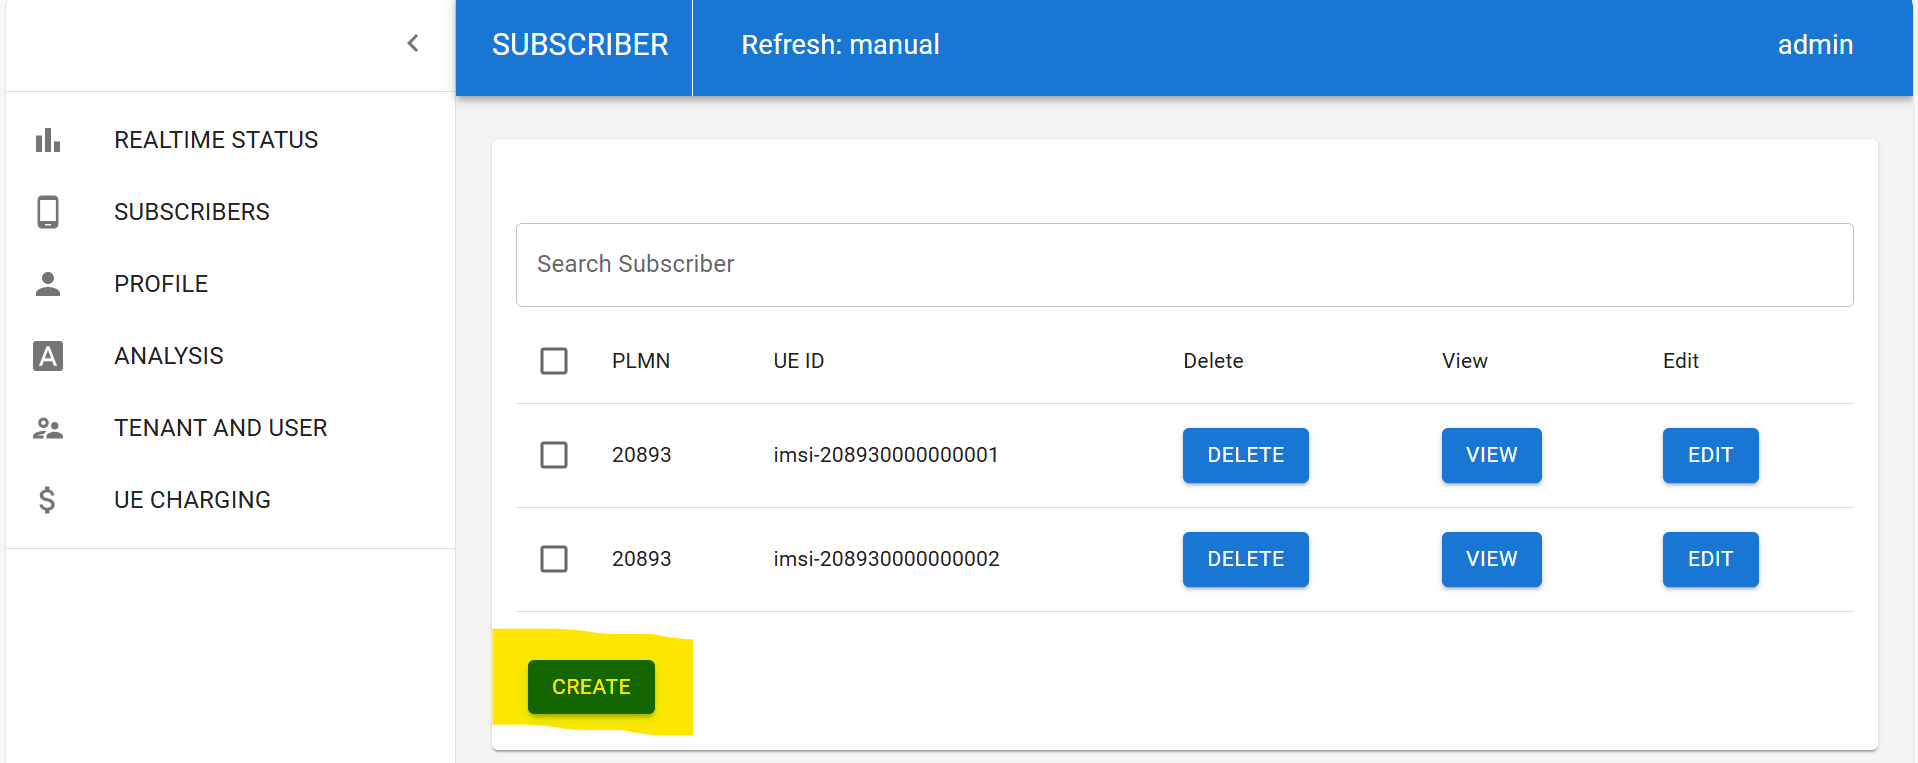 SUBSCRIBER
Refresh: manual
admin
REALTIME STATUS
SUBSCRIBERS
PROFILE
ANALYSIS
TENANT AND USER
UE CHARGING
Search Subscriber
PLMN UE ID Delete View Edit
20893 imsi-208930000000001 DELETE VIEW EDIT
20893 imsi-208930000000002 DELETE VIEW EDIT
CREATE